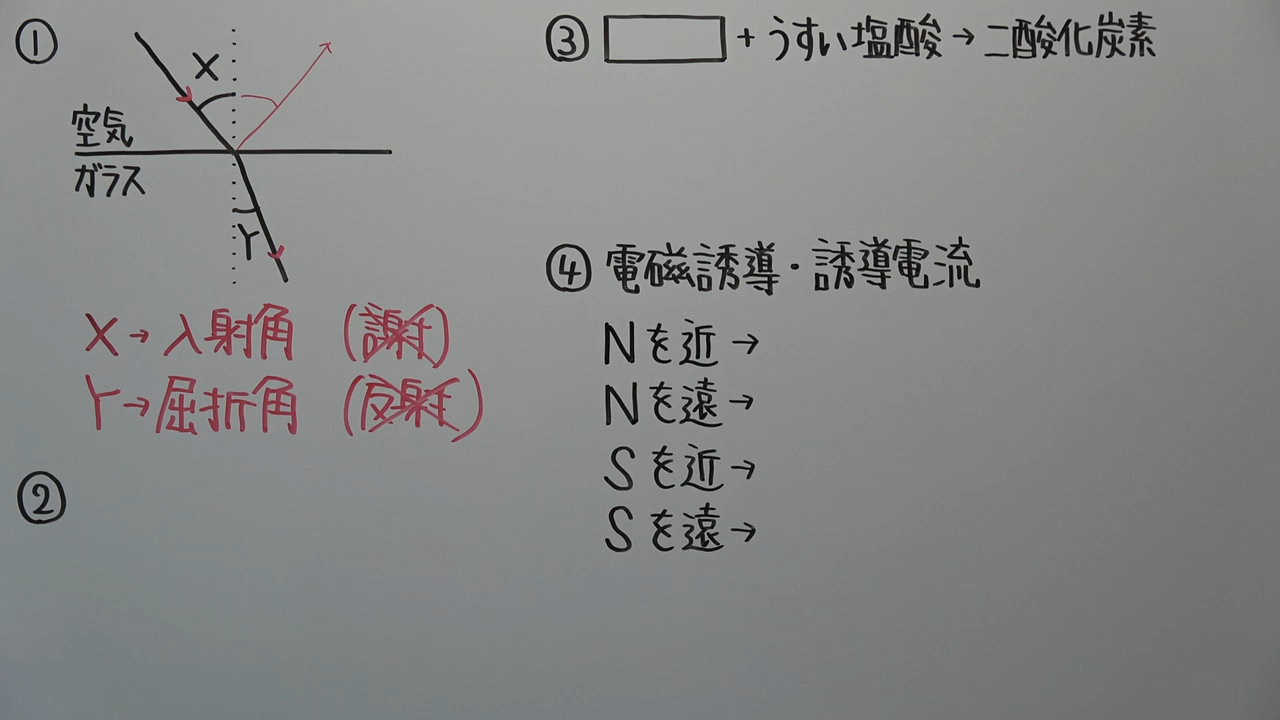 ①
X
空気
ガラス
Y
X→入射角
Y→屈折角 (反射角)
②
③ + うすい塩酸→二酸化炭素
④ 電磁誘導・誘導電流
Nを近→
Nを遠→
Sを近→
Sを遠→